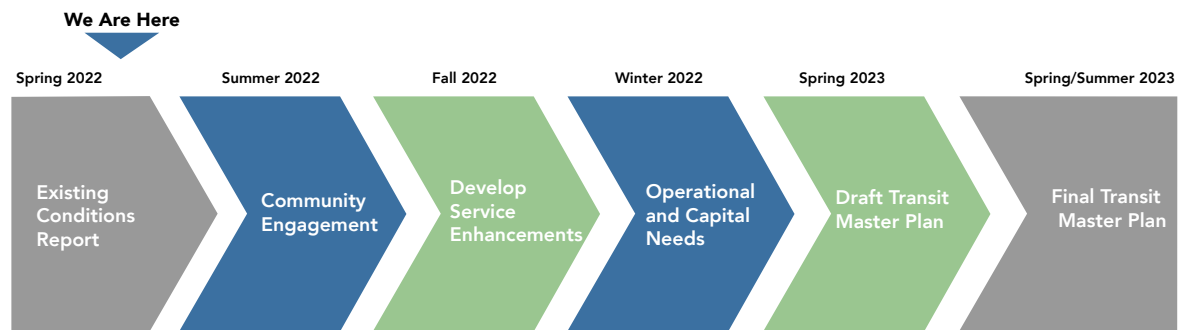 We Are Here
Spring 2022
Summer 2022
Fall 2022
Winter 2022
Spring 2023
Spring/Summer 2023
Existing
Conditions
Report
Community
Engagement
Develop
Service
Enhancements
Operational
and Capital
Needs
Draft Transit
Master Plan
Final Transit
Master Plan